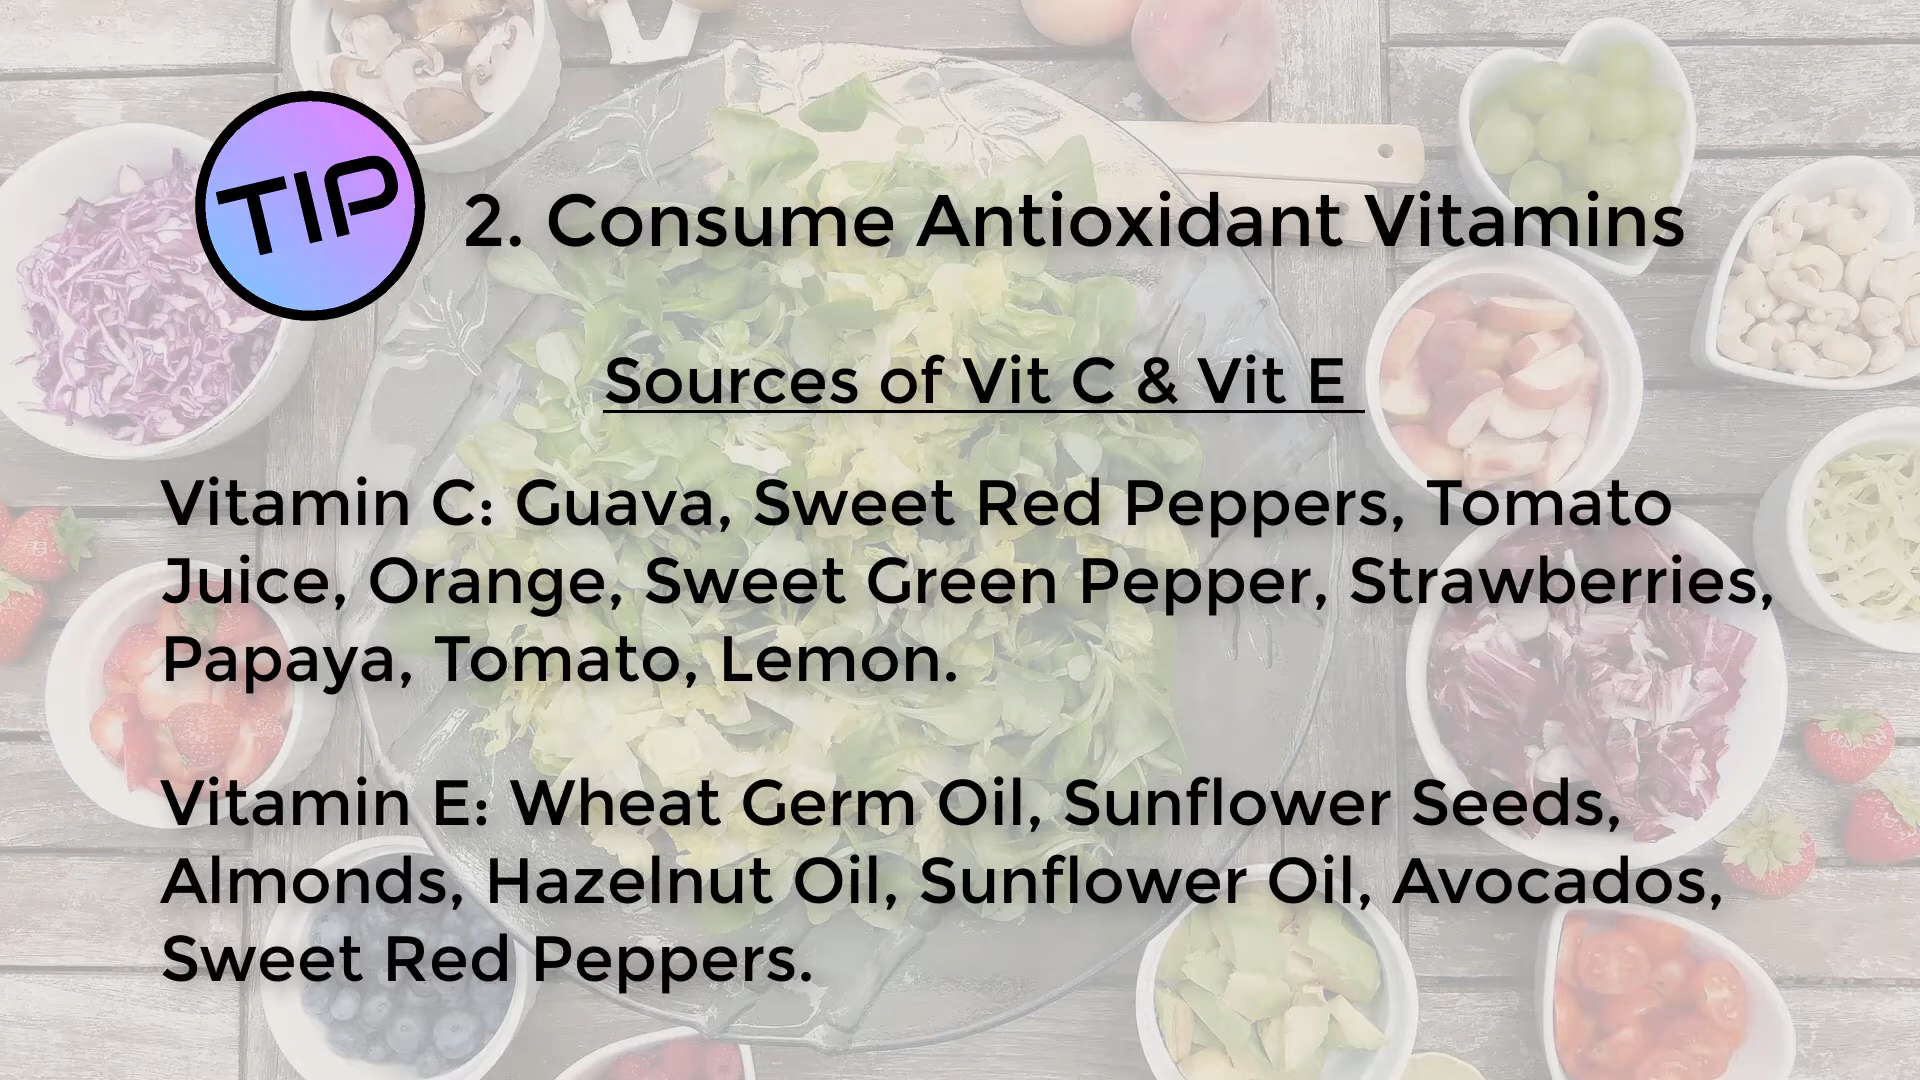 TIP
2. Consume Antioxidant Vitamins
Sources of Vit C & Vit E
Vitamin C: Guava, Sweet Red Peppers, Tomato
Juice, Orange, Sweet Green Pepper, Strawberries,
Papaya, Tomato, Lemon.
Vitamin E: Wheat Germ Oil, Sunflower Seeds,
Almonds, Hazelnut Oil, Sunflower Oil, Avocados,
Sweet Red Peppers.